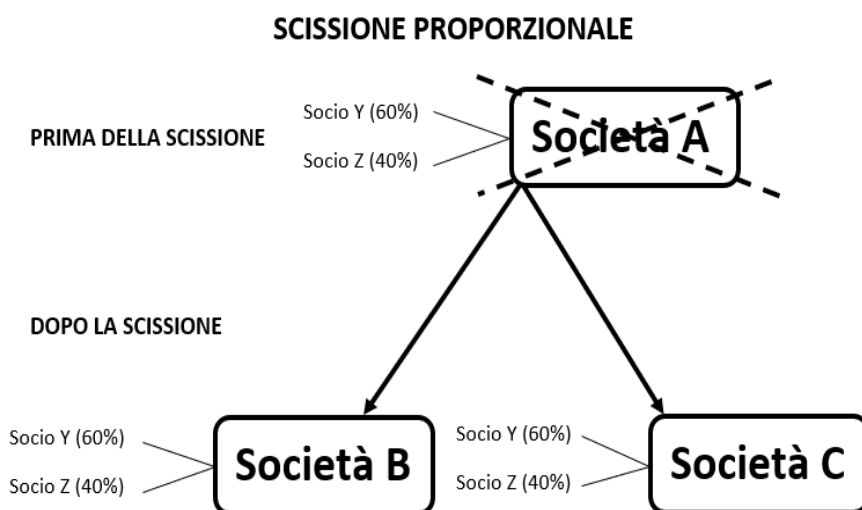 SCISSIONE PROPORZIONALE
Socio Y (60%)
PRIMA DELLA SCISSIONE
Società A
Socio Z (40%)
DOPO LA SCISSIONE
Socio Y (60%)
Socio Z (40%)
Società B
Socio Y (60%)
Socio Z (40%)
Società C